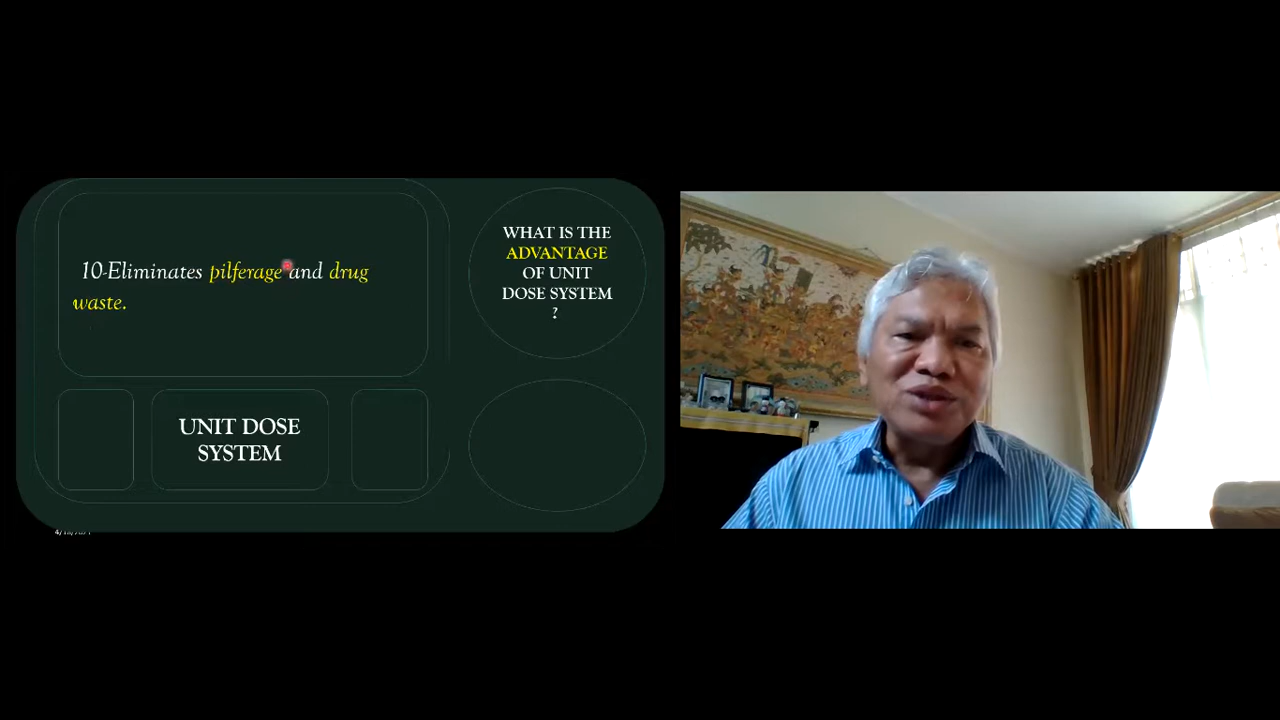 10-Eliminates pilferage and drug
waste.
WHAT IS THE
ADVANTAGE
OF UNIT
DOSE SYSTEM
?
UNIT DOSE
SYSTEM